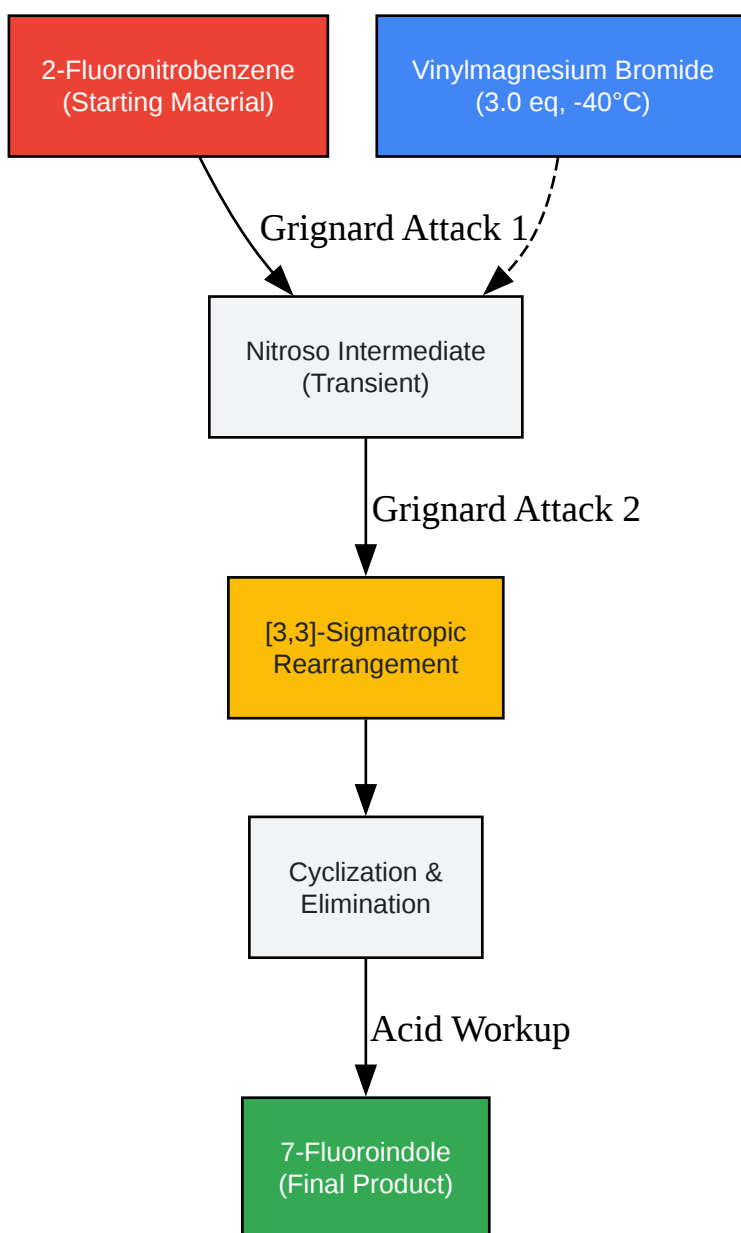 2-Fluoronitrobenzene
(Starting Material)
Vinylmagnesium Bromide
(3.0 eq, -40°C)
Grignard Attack 1
Nitroso Intermediate
(Transient)
Grignard Attack 2
[3,3]-Sigmatropic
Rearrangement
Cyclization &
Elimination
Acid Workup
7-Fluoroindole
(Final Product)